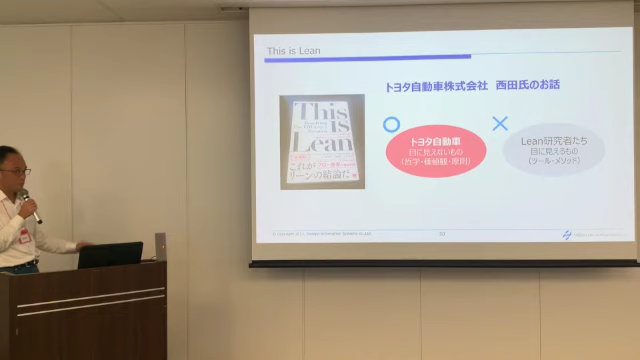 This is Lean
トヨタ自動車株式会社 西田氏のお話
This
is
Lean
これが
リーンの結論だ。
トヨタ自動車
目に見えないもの
(哲学・価値観・原則)
Lean研究者たち
目に見えるもの
(ツール・メソッド)